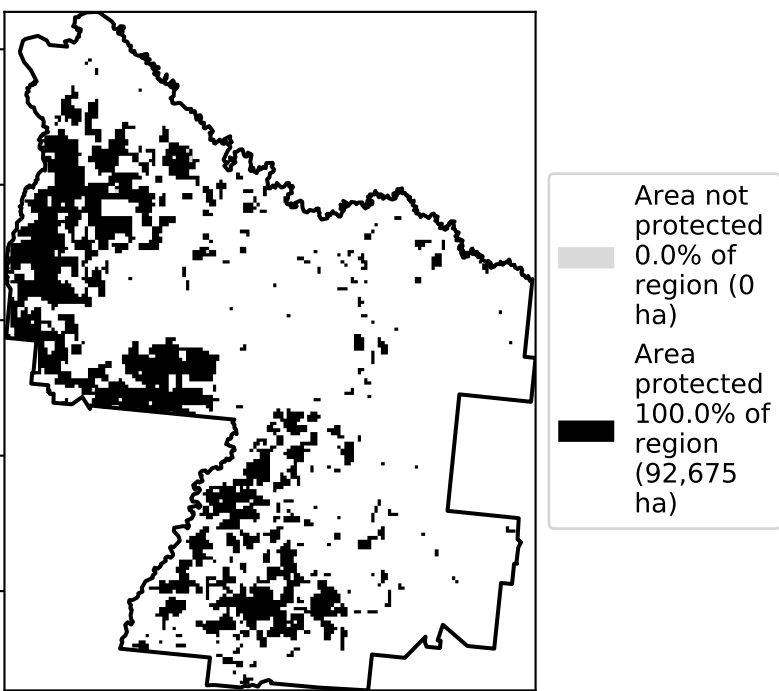 Area not
protected
0.0% of
region (0
ha)
Area
protected
100.0% of
region
(92,675
ha)